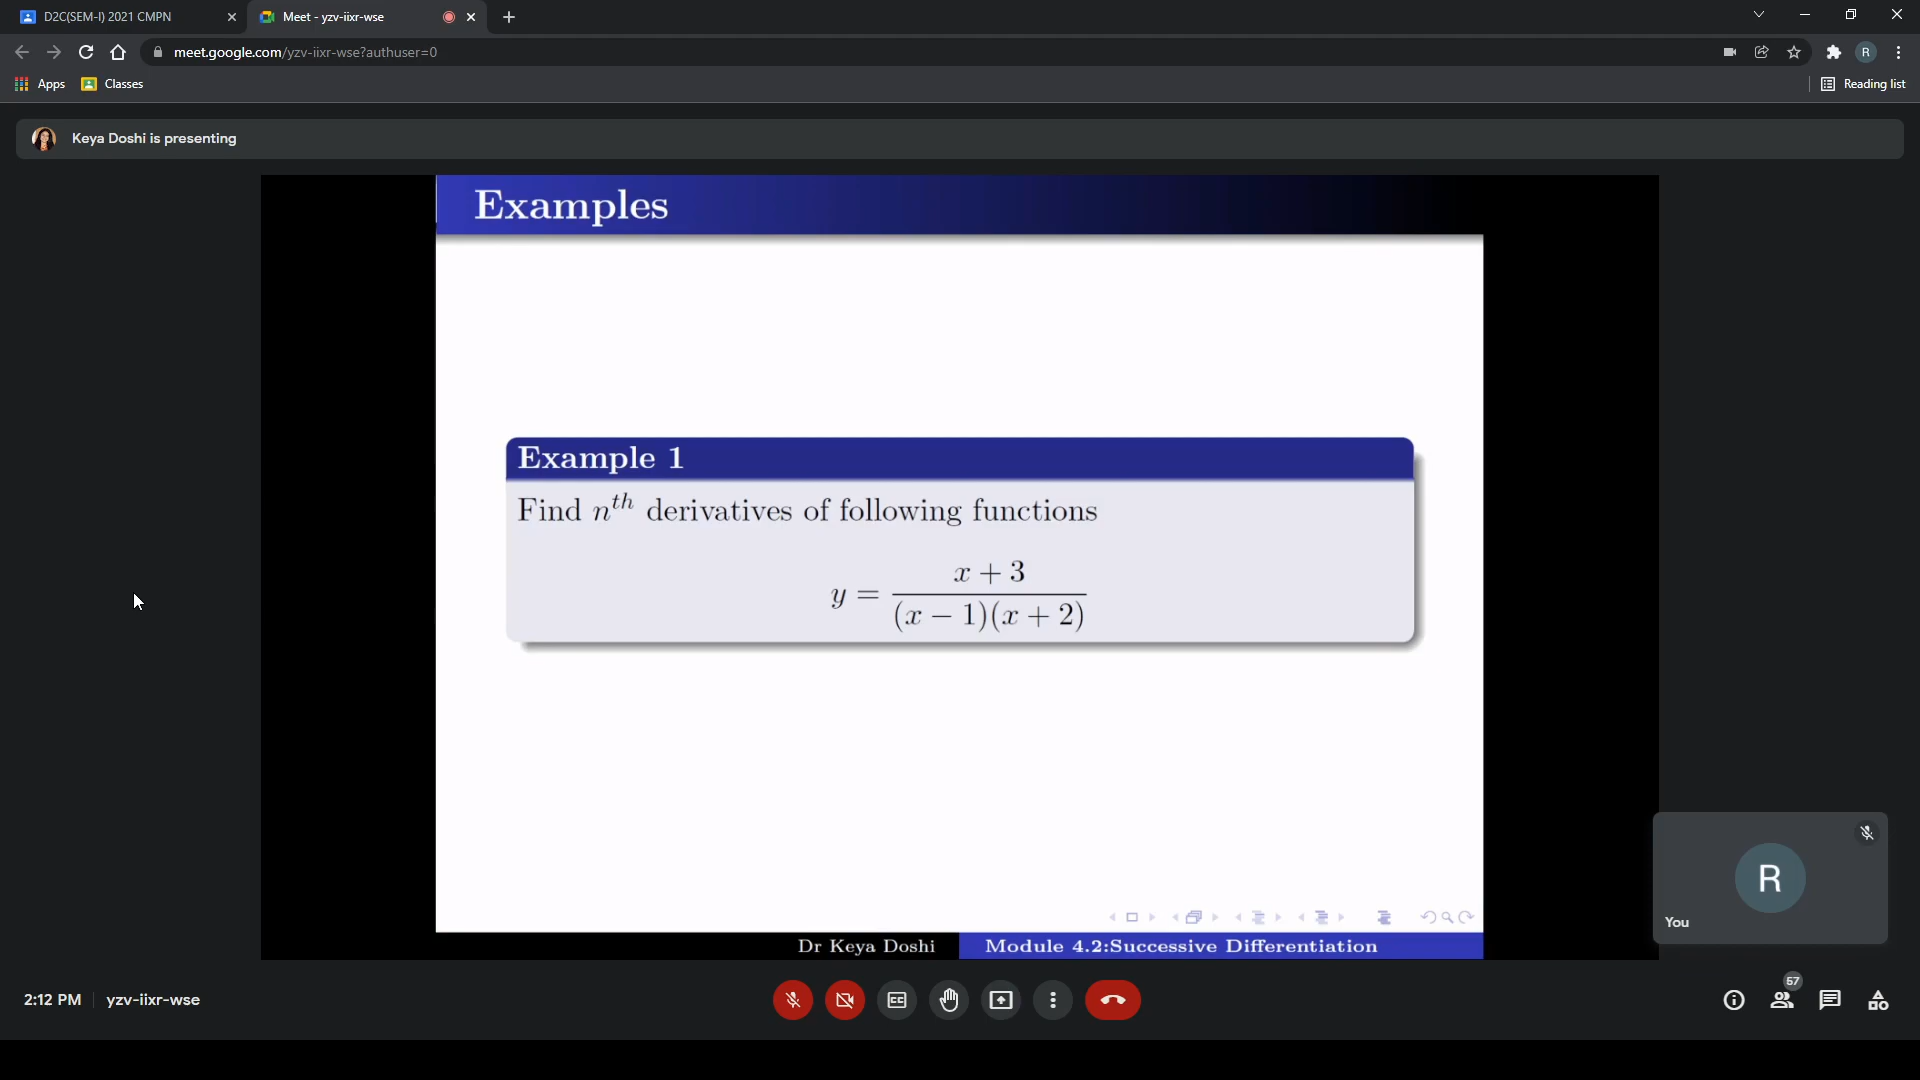 D2C(SEM-I) 2021 CMPN
Meet - yzv-iixr-wse
meet.google.com/yzv-iixr-wse?authuser=0
R
Apps
Classes
Reading list
Keya Doshi is presenting
Examples
Example 1
Find n^{th} derivatives of following functions
y = \frac{x + 3}{(x − 1)(x + 2)}
R
You
Dr Keya Doshi
Module 4.2:Successive Differentiation
2:12 PM
yzv-iixr-wse
CC
57